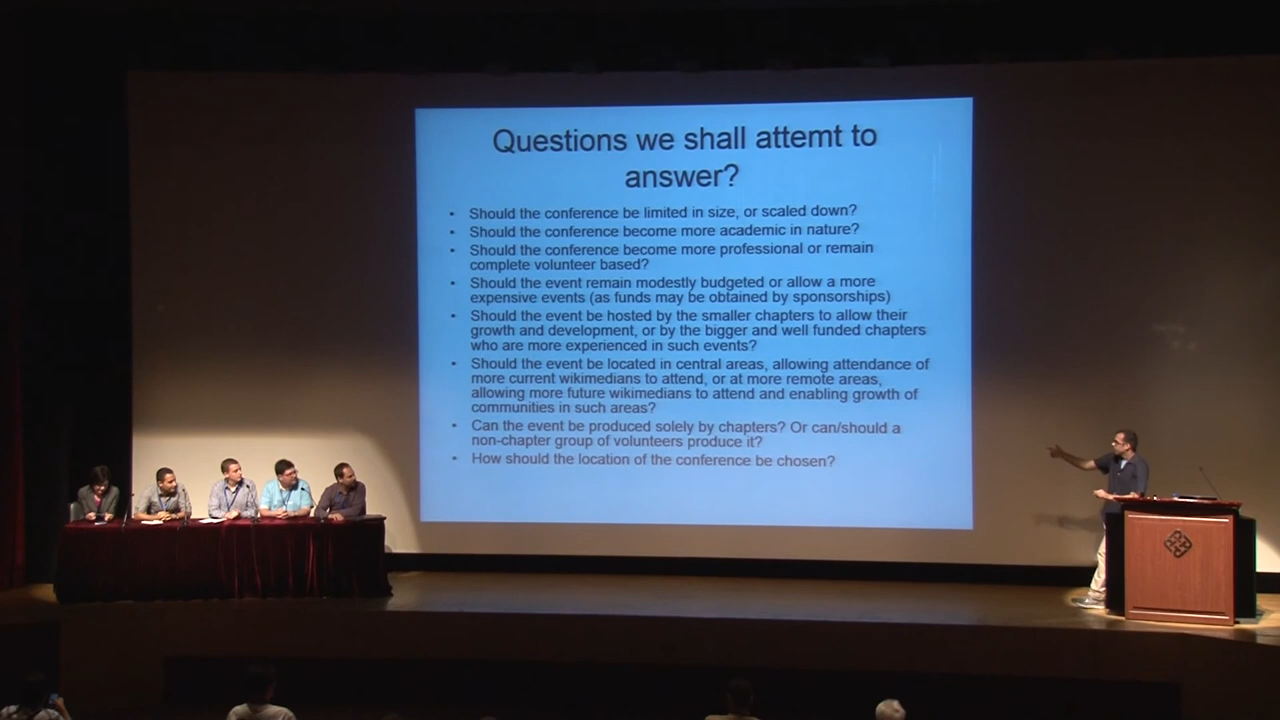 Questions we shall attemt to
answer?
• Should the conference be limited in size, or scaled down?
• Should the conference become more academic in nature?
• Should the conference become more professional or remain
complete volunteer based?
• Should the event remain modestly budgeted or allow a more
expensive events (as funds may be obtained by sponsorships)
• Should the event be hosted by the smaller chapters to allow their
growth and development, or by the bigger and well funded chapters
who are more experienced in such events?
• Should the event be located in central areas, allowing attendance of
more current wikimedians to attend, or at more remote areas,
allowing more future wikimedians to attend and enabling growth of
communities in such areas?
• Can the event be produced solely by chapters? Or can/should a
non-chapter group of volunteers produce it?
• How should the location of the conference be chosen?